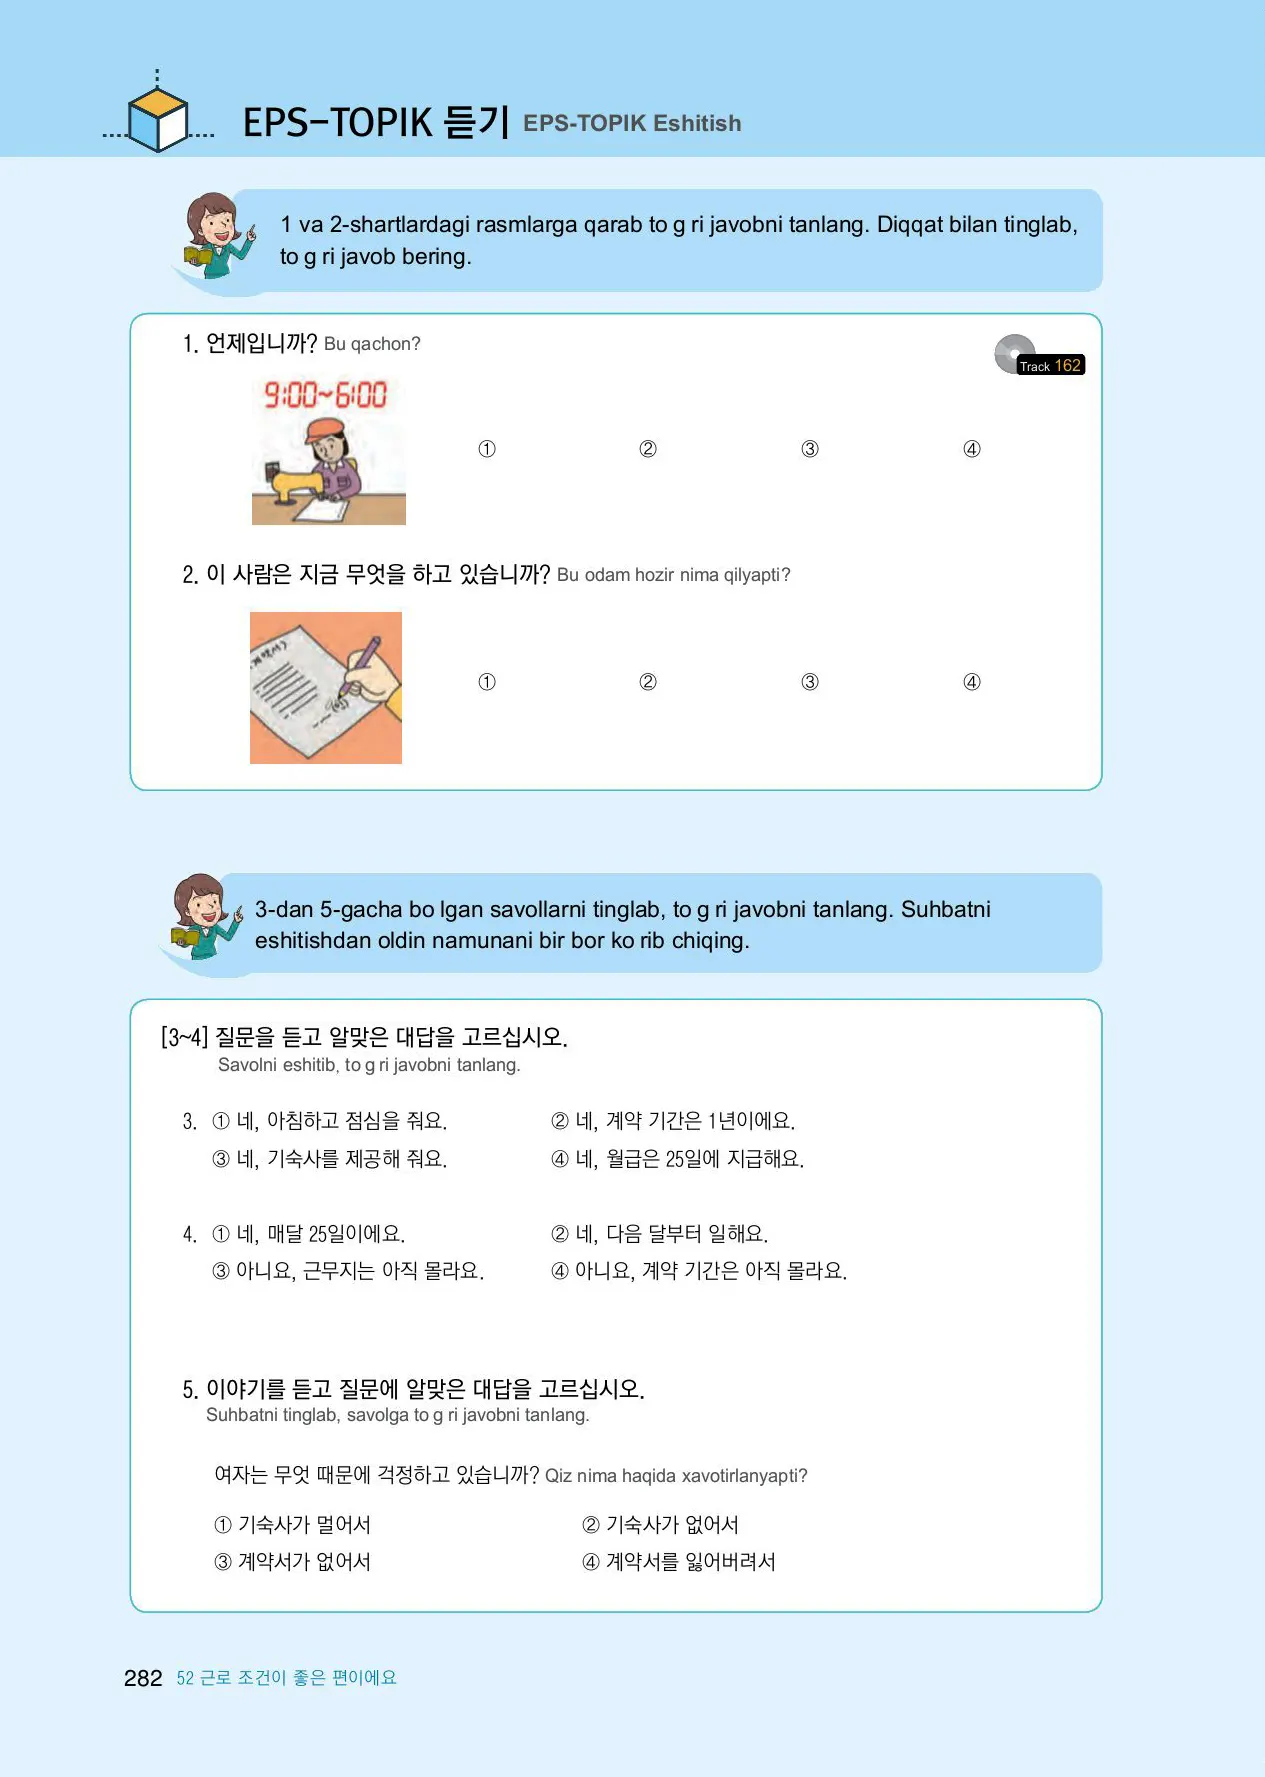 EPS-TOPIK 듣기 EPS-TOPIK Eshitish
1 va 2-shartlardagi rasmlarga qarab to g ri javobni tanlang. Diqqat bilan tinglab,
to g ri javob bering.
1. 언제입니까? Bu qachon?
Track 162
9:00~6:00
① ② ③ ④
2. 이 사람은 지금 무엇을 하고 있습니까? Bu odam hozir nima qilyapti?
계약서
① ② ③ ④
3-dan 5-gacha bo lgan savollarni tinglab, to g ri javobni tanlang. Suhbatni
eshitishdan oldin namunani bir bor ko rib chiqing.
[3~4] 질문을 듣고 알맞은 대답을 고르십시오.
Savolni eshitib, to g ri javobni tanlang.
3. ① 네, 아침하고 점심을 줘요. ② 네, 계약 기간은 1년이에요.
③ 네, 기숙사를 제공해 줘요. ④ 네, 월급은 25일에 지급해요.
4. ① 네, 매달 25일이에요. ② 네, 다음 달부터 일해요.
③ 아니요, 근무지는 아직 몰라요. ④ 아니요, 계약 기간은 아직 몰라요.
5. 이야기를 듣고 질문에 알맞은 대답을 고르십시오.
Suhbatni tinglab, savolga to g ri javobni tanlang.
여자는 무엇 때문에 걱정하고 있습니까? Qiz nima haqida xavotirlanyapti?
① 기숙사가 멀어서 ② 기숙사가 없어서
③ 계약서가 없어서 ④ 계약서를 잃어버려서
282 52 근로 조건이 좋은 편이에요